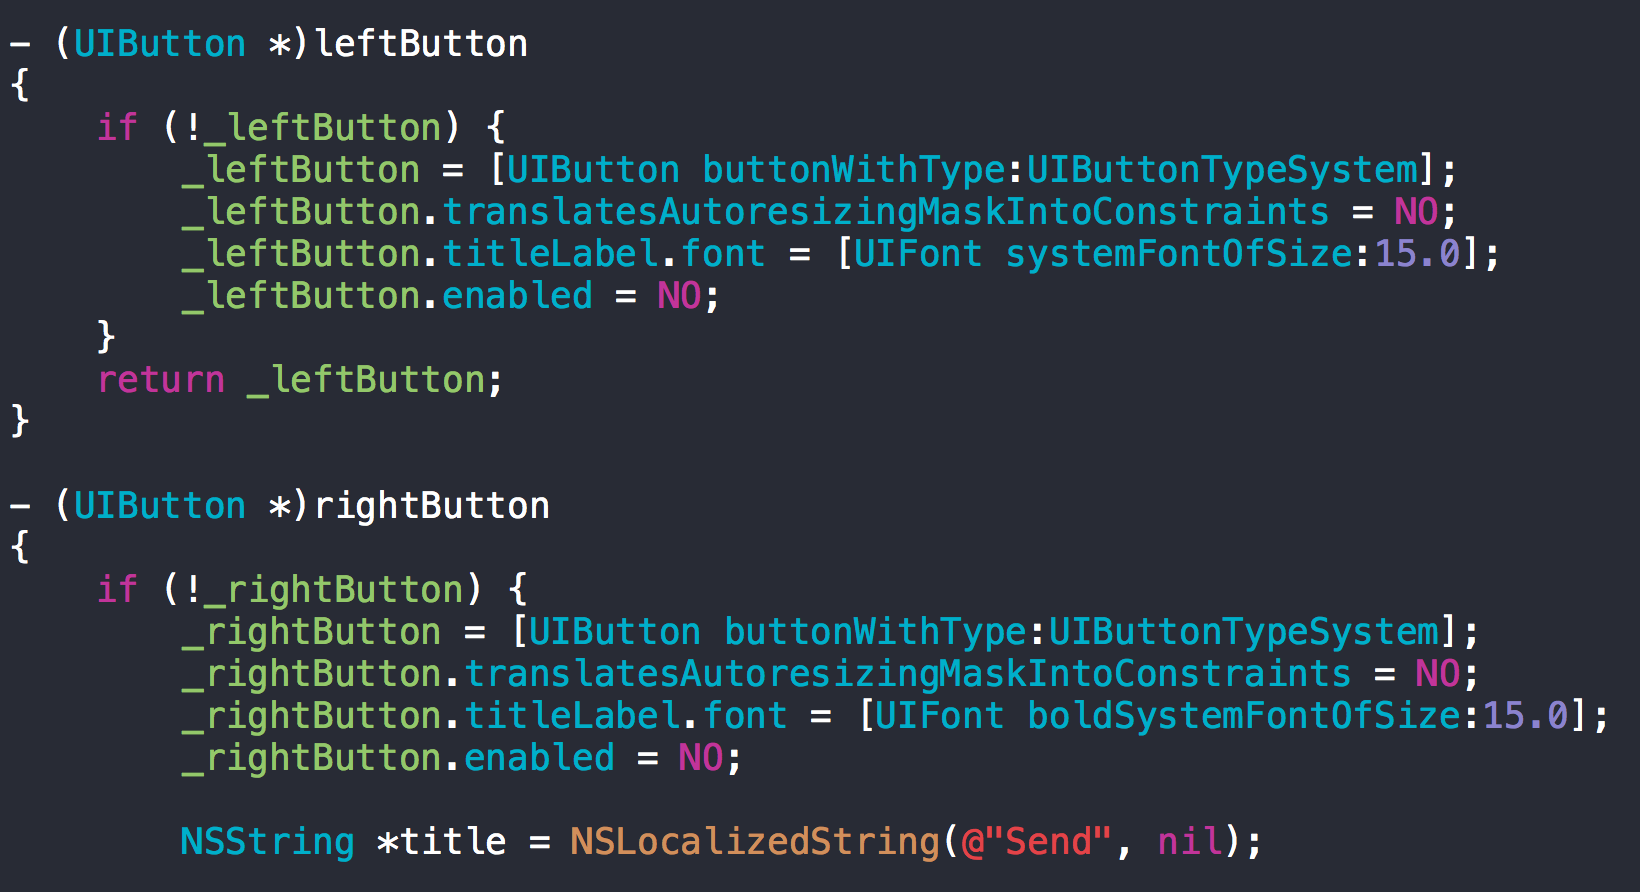 - (UIButton *)leftButton
{
    if (!_leftButton) {
        _leftButton = [UIButton buttonWithType:UIButtonTypeSystem];
        _leftButton.translatesAutoresizingMaskIntoConstraints = NO;
        _leftButton.titleLabel.font = [UIFont systemFontOfSize:15.0];
        _leftButton.enabled = NO;
    }
    return _leftButton;
}

- (UIButton *)rightButton
{
    if (!_rightButton) {
        _rightButton = [UIButton buttonWithType:UIButtonTypeSystem];
        _rightButton.translatesAutoresizingMaskIntoConstraints = NO;
        _rightButton.titleLabel.font = [UIFont boldSystemFontOfSize:15.0];
        _rightButton.enabled = NO;

        NSString *title = NSLocalizedString(@"Send", nil);